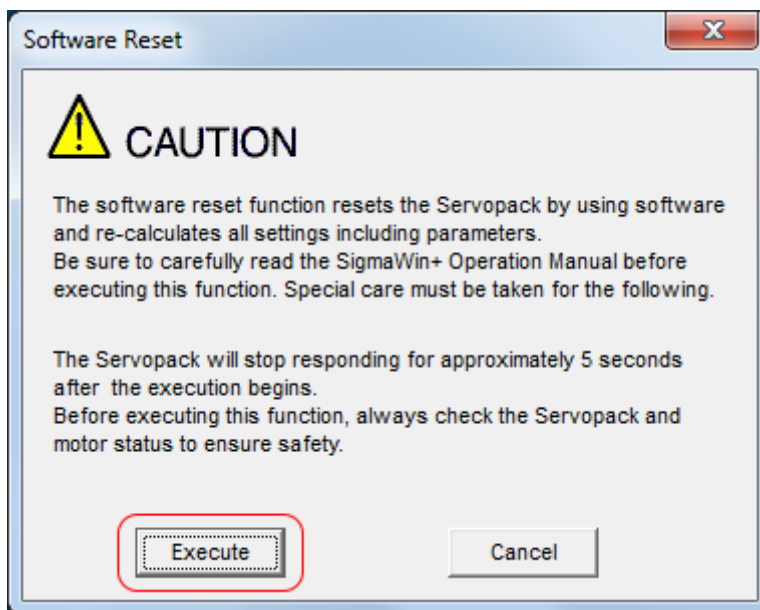 Software Reset
CAUTION
The software reset function resets the Servopack by using software
and re-calculates all settings including parameters.
Be sure to carefully read the SigmaWin+ Operation Manual before
executing this function. Special care must be taken for the following.
The Servopack will stop responding for approximately 5 seconds
after  the execution begins.
Before executing this function, always check the Servopack and
motor status to ensure safety.
Execute
Cancel